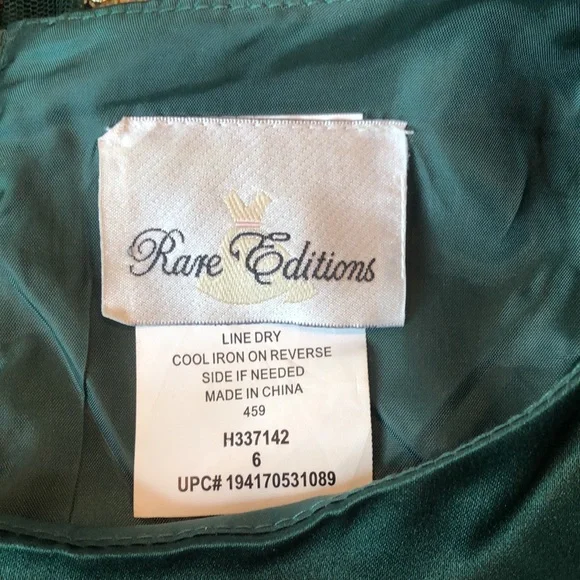 Rare Editions
LINE DRY
COOL IRON ON REVERSE
SIDE IF NEEDED
MADE IN CHINA
459
H337142
6
UPC# 194170531089